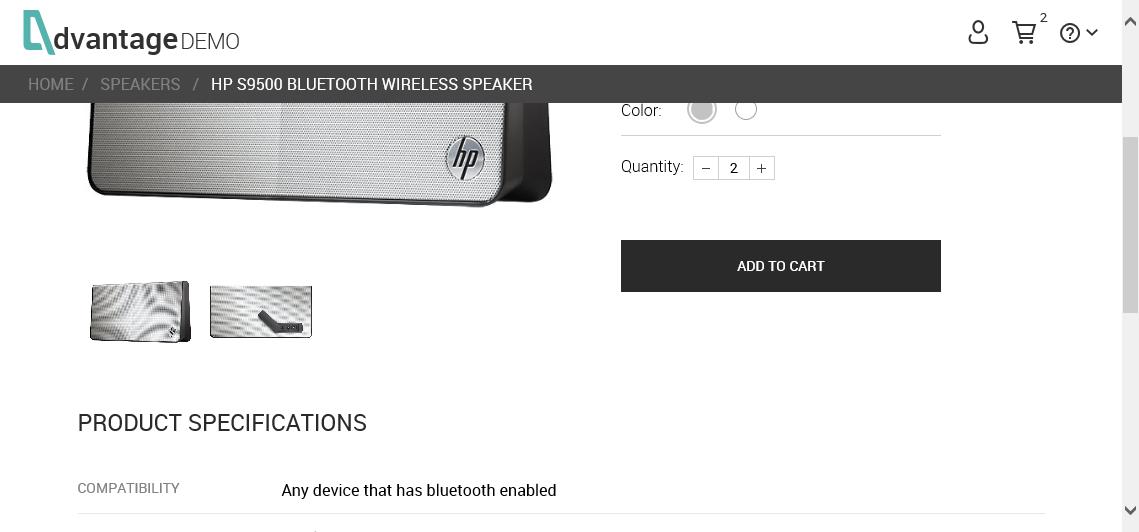 dvantage DEMO
2
HOME / SPEAKERS / HP S9500 BLUETOOTH WIRELESS SPEAKER
Color:
hp
Quantity: − 2 +
ADD TO CART
PRODUCT SPECIFICATIONS
COMPATIBILITY Any device that has bluetooth enabled